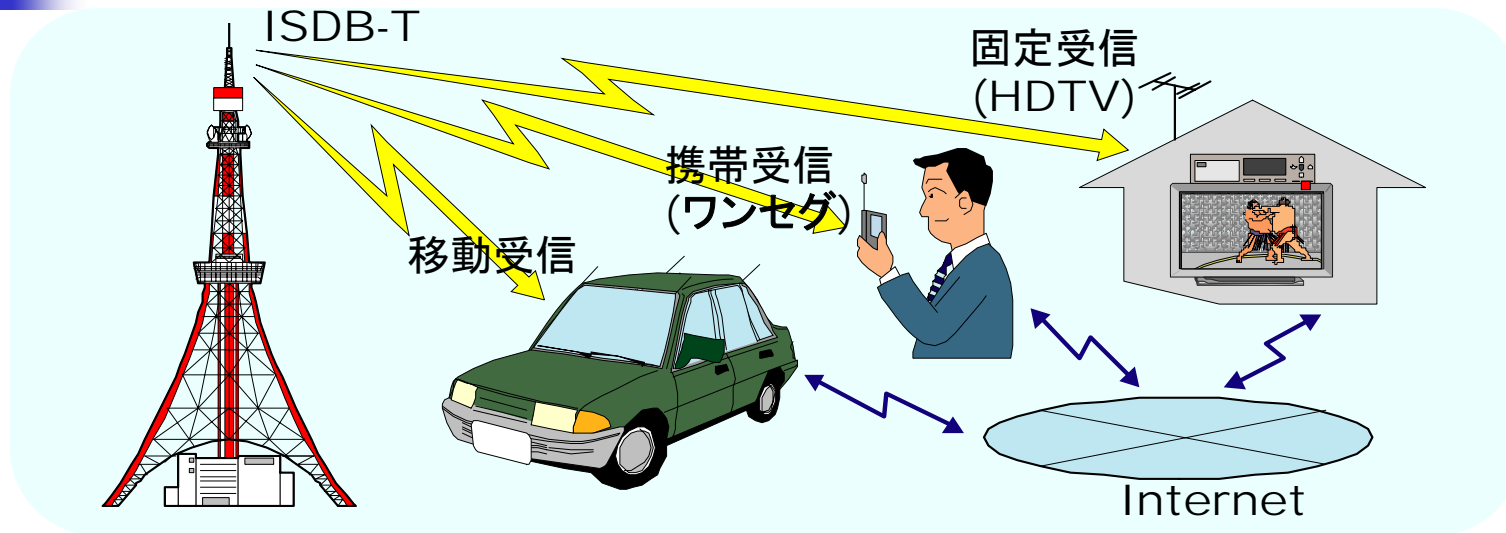 ISDB-T
固定受信
(HDTV)
携帯受信
(ワンセグ)
移動受信
Internet